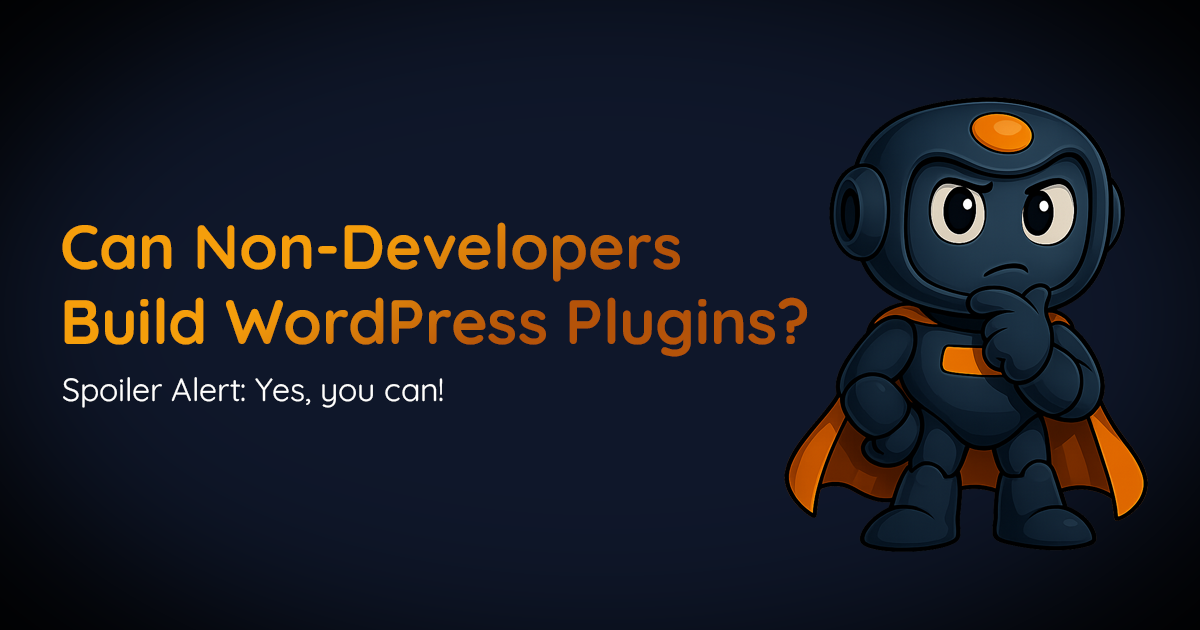 Can Non-Developers
Build WordPress Plugins?
Spoiler Alert: Yes, you can!